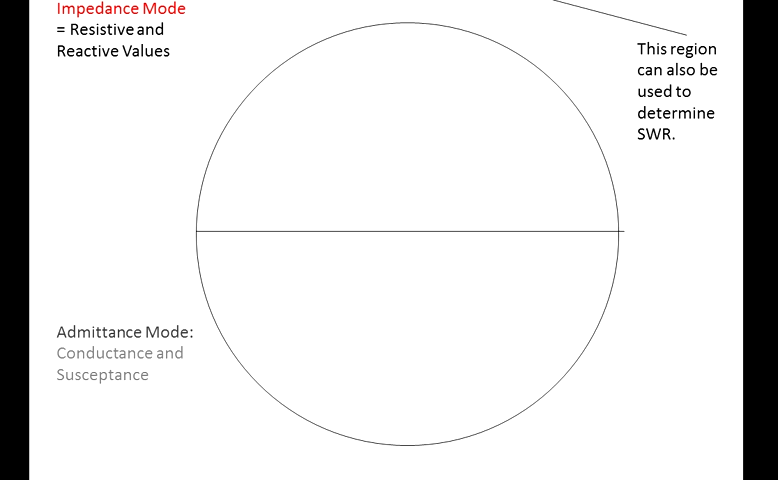 Impedance Mode
= Resistive and
Reactive Values
This region
can also be
used to
determine
SWR.
Admittance Mode:
Conductance and
Susceptance